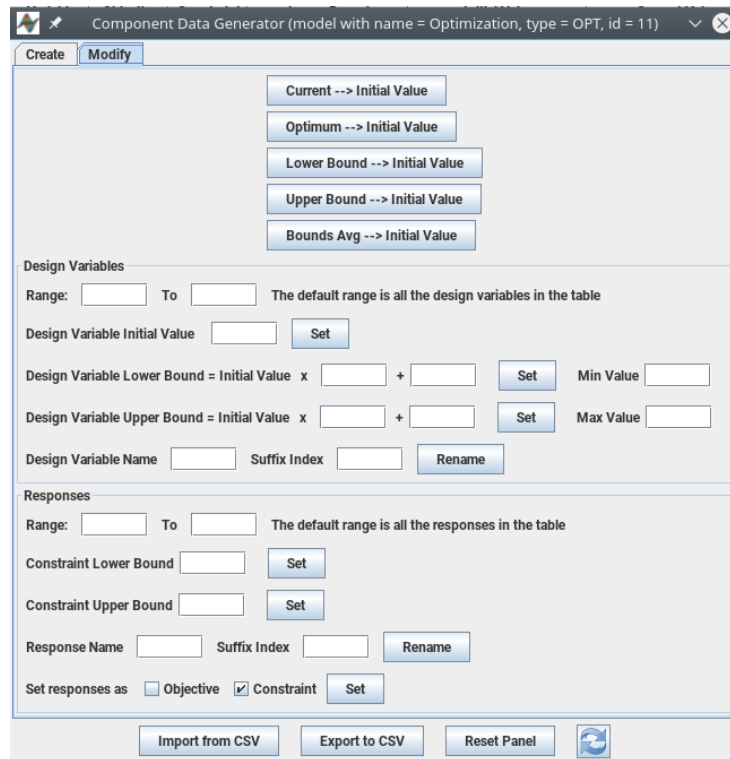 Component Data Generator (model with name = Optimization, type = OPT, id = 11)
Create Modify
Current --> Initial Value
Optimum --> Initial Value
Lower Bound --> Initial Value
Upper Bound --> Initial Value
Bounds Avg --> Initial Value
Design Variables
Range: To The default range is all the design variables in the table
Design Variable Initial Value Set
Design Variable Lower Bound = Initial Value x + Set Min Value
Design Variable Upper Bound = Initial Value x + Set Max Value
Design Variable Name Suffix Index Rename
Responses
Range: To The default range is all the responses in the table
Constraint Lower Bound Set
Constraint Upper Bound Set
Response Name Suffix Index Rename
Set responses as Objective Constraint Set
Import from CSV Export to CSV Reset Panel